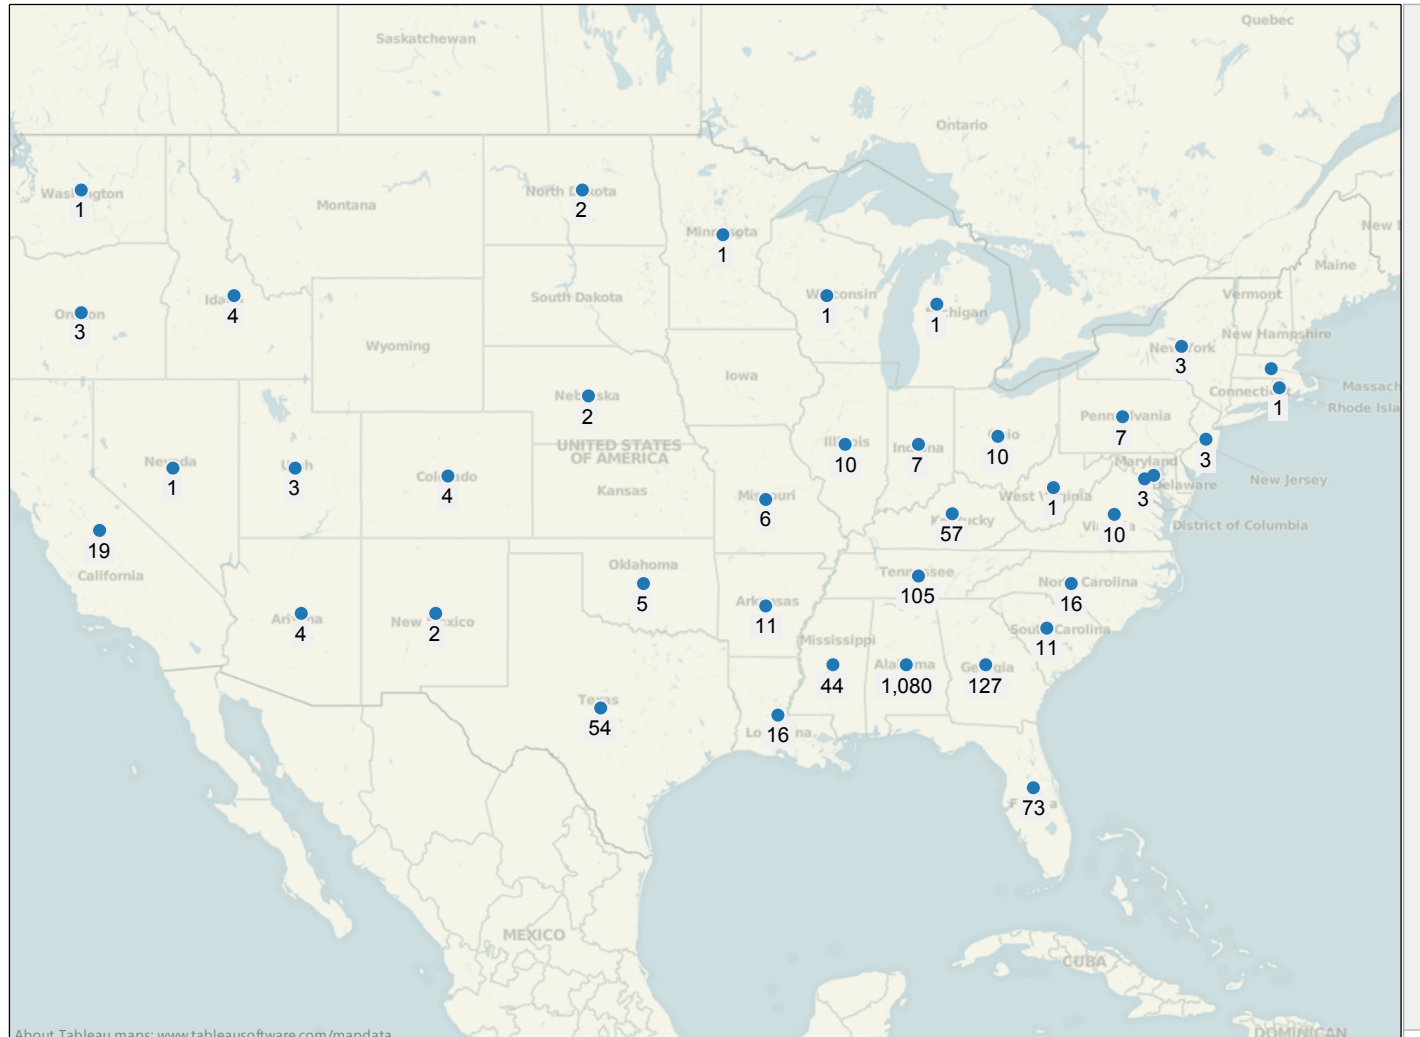 Quebec
Saskatchewan
Ontario
Washington
1
Montana
North Dakota
2
Minnesota
1
New
Maine
Oregon
3
Idaho
4
South Dakota
Wisconsin
1
Michigan
1
Vermont
New Hampshire
Wyoming
Iowa
New York
3
Nebraska
2
Connecticut
1
Massach
Rhode Isla
Pennsylvania
7
UNITED STATES
OF AMERICA
Illinois
10
Indiana
7
Ohio
10
3
Nevada
1
Utah
3
Colorado
4
Kansas
Missouri
6
Maryland
3
Delaware
New Jersey
West Virginia
1
Kentucky
57
Virginia
10
District of Columbia
19
California
Oklahoma
5
Tennessee
105
North Carolina
16
Arizona
4
New Mexico
2
Arkansas
11
South Carolina
11
Mississippi
44
Alabama
1,080
Georgia
127
Texas
54
Louisiana
16
Florida
73
MEXICO
CUBA
DOMINICAN
About Tableau maps: www.tableausoftware.com/mapdata